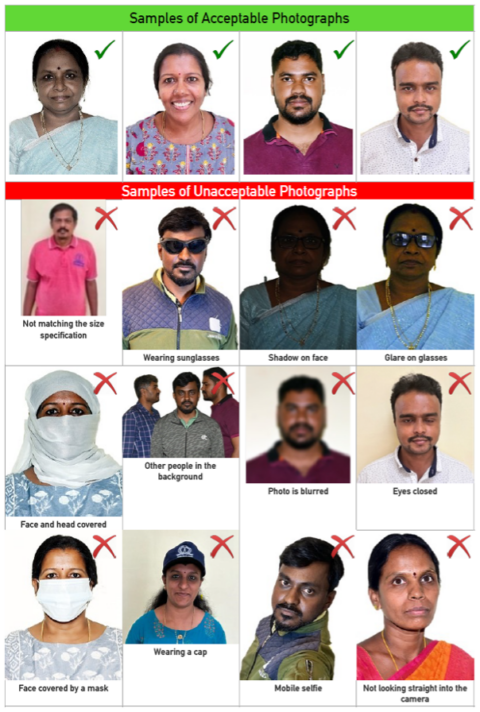 Samples of Acceptable Photographs
Samples of Unacceptable Photographs
Not matching the size
specification
Wearing sunglasses
Shadow on face
Glare on glasses
Face and head covered
Other people in the
background
Photo is blurred
Eyes closed
Face covered by a mask
Wearing a cap
Mobile selfie
Not looking straight into the
camera